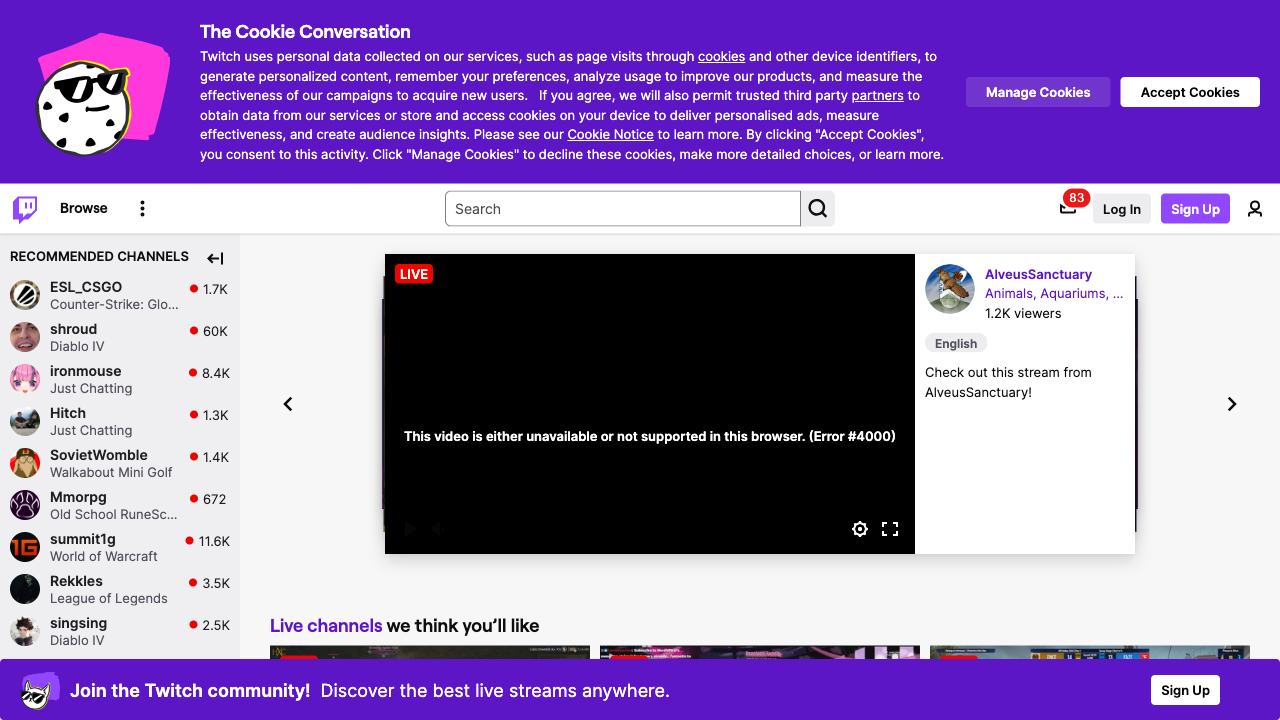 The Cookie Conversation
Twitch uses personal data collected on our services, such as page visits through cookies and other device identifiers, to
generate personalized content, remember your preferences, analyze usage to improve our products, and measure the
effectiveness of our campaigns to acquire new users. If you agree, we will also permit trusted third party partners to
obtain data from our services or store and access cookies on your device to deliver personalised ads, measure
effectiveness, and create audience insights. Please see our Cookie Notice to learn more. By clicking "Accept Cookies",
you consent to this activity. Click "Manage Cookies" to decline these cookies, make more detailed choices, or learn more.
Manage Cookies
Accept Cookies
Browse
Search
83
Log In
Sign Up
RECOMMENDED CHANNELS
ESL_CSGO
1.7K
Counter-Strike: Glo...
shroud
60K
Diablo IV
ironmouse
8.4K
Just Chatting
Hitch
1.3K
Just Chatting
SovietWomble
1.4K
Walkabout Mini Golf
Mmorpg
672
Old School RuneSc...
summit1g
11.6K
World of Warcraft
Rekkles
3.5K
League of Legends
singsing
2.5K
Diablo IV
LIVE
This video is either unavailable or not supported in this browser. (Error #4000)
AlveusSanctuary
Animals, Aquariums, ...
1.2K viewers
English
Check out this stream from
AlveusSanctuary!
Live channels we think you'll like
Join the Twitch community! Discover the best live streams anywhere.
Sign Up